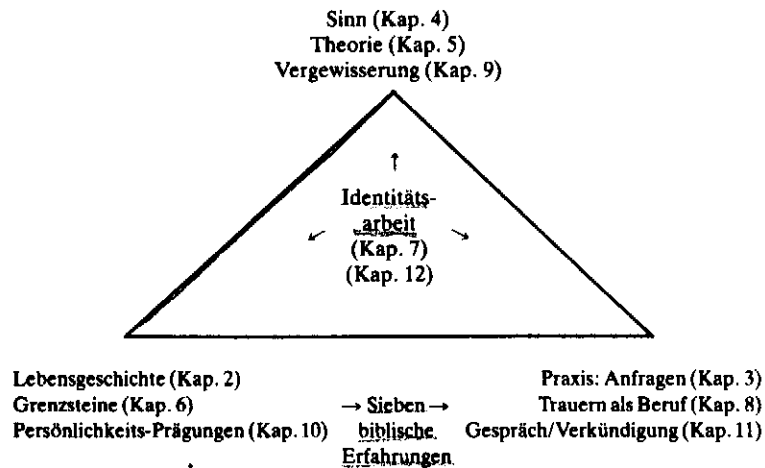 Sinn (Kap. 4)
Theorie (Kap. 5)
Vergewisserung (Kap. 9)
↑
Identitäts-
arbeit
← →
(Kap. 7)
(Kap. 12)
Lebensgeschichte (Kap. 2)
Grenzsteine (Kap. 6)
Persönlichkeits-Prägungen (Kap. 10)
→ Sieben →
biblische
Erfahrungen
Praxis: Anfragen (Kap. 3)
Trauern als Beruf (Kap. 8)
Gespräch/Verkündigung (Kap. 11)